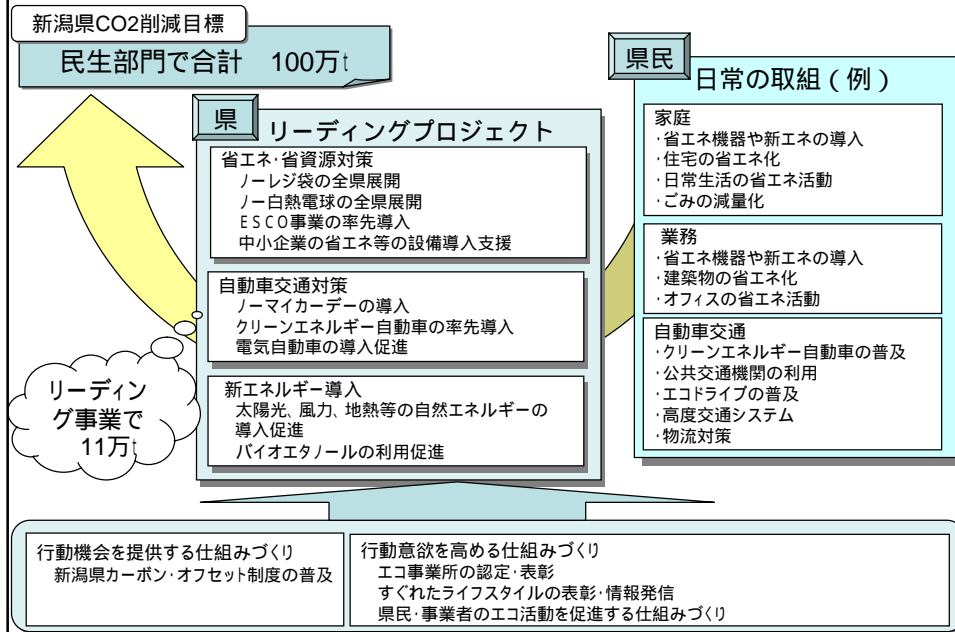 新潟県CO2削減目標
民生部門で合計　100万t
県
リーディングプロジェクト
省エネ・省資源対策
ノーレジ袋の全県展開
ノー白熱電球の全県展開
ESCO事業の率先導入
中小企業の省エネ等の設備導入支援
自動車交通対策
ノーマイカーデーの導入
クリーンエネルギー自動車の率先導入
電気自動車の導入促進
新エネルギー導入
太陽光、風力、地熱等の自然エネルギーの
導入促進
バイオエタノールの利用促進
リーディン
グ事業で
11万t
県民
日常の取組（例）
家庭
・省エネ機器や新エネの導入
・住宅の省エネ化
・日常生活の省エネ活動
・ごみの減量化
業務
・省エネ機器や新エネの導入
・建築物の省エネ化
・オフィスの省エネ活動
自動車交通
・クリーンエネルギー自動車の普及
・公共交通機関の利用
・エコドライブの普及
・高度交通システム
・物流対策
行動機会を提供する仕組みづくり
新潟県カーボン・オフセット制度の普及
行動意欲を高める仕組みづくり
エコ事業所の認定・表彰
すぐれたライフスタイルの表彰・情報発信
県民・事業者のエコ活動を促進する仕組みづくり